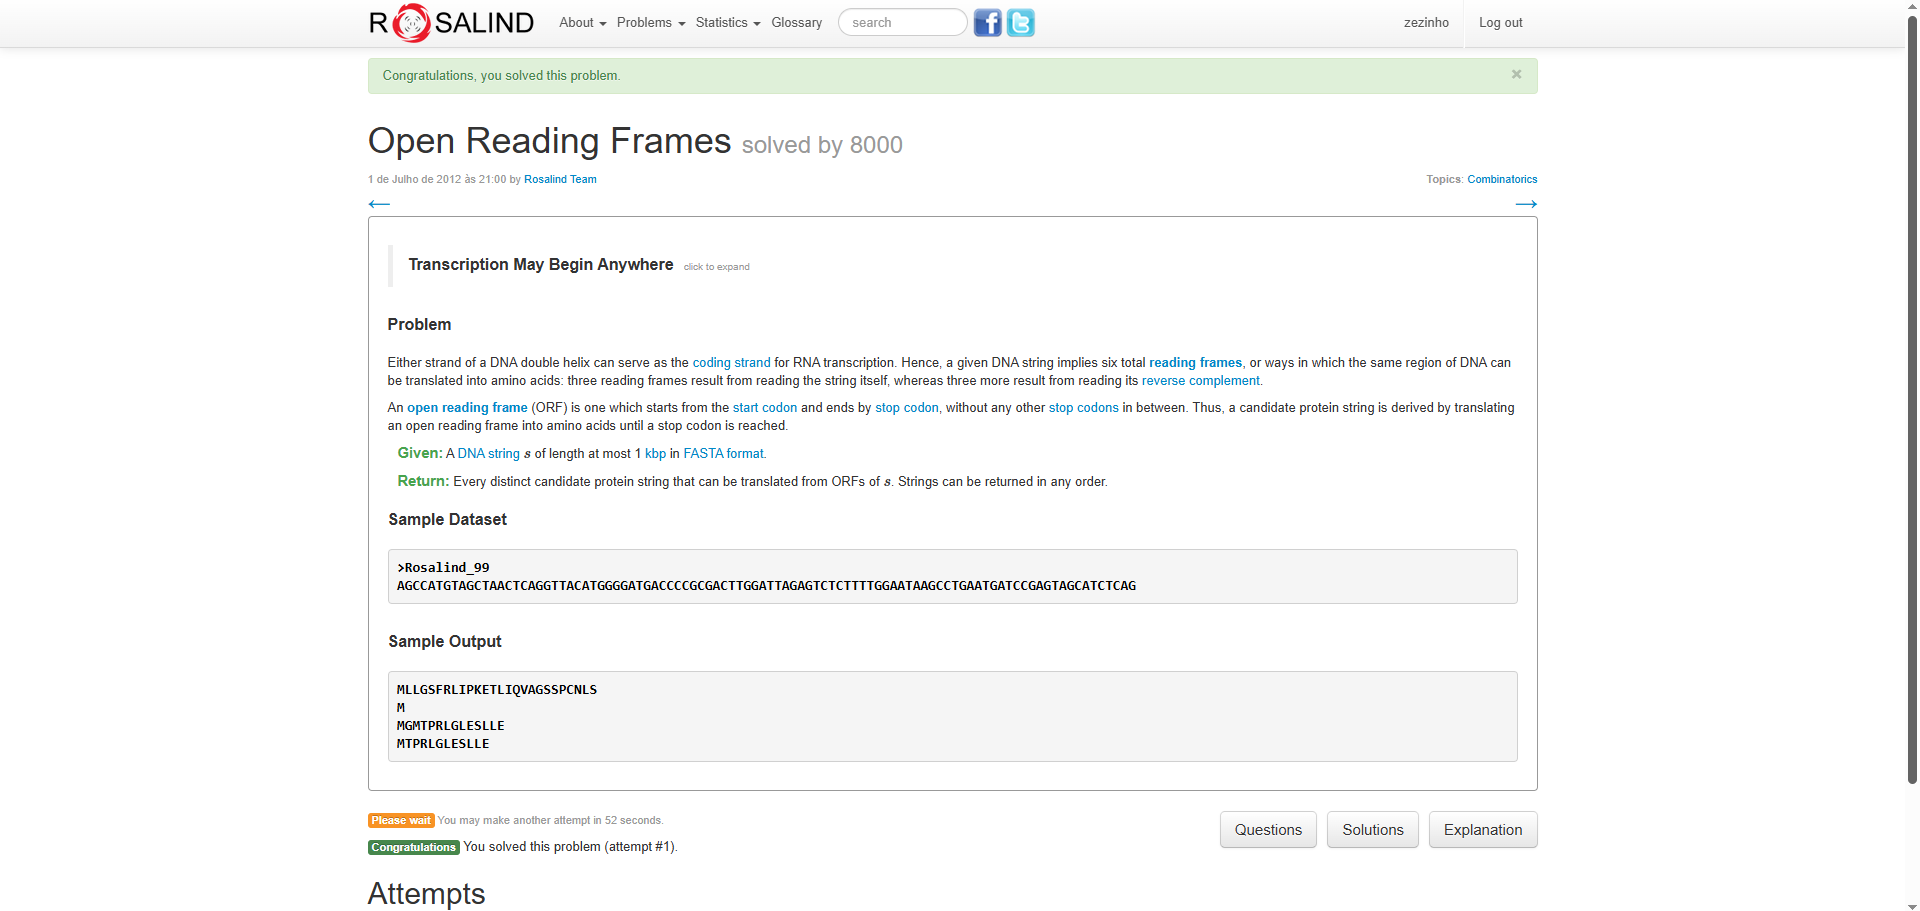 ROSALIND About Problems Statistics Glossary search zezinho Log out
Congratulations, you solved this problem. ×
Open Reading Frames solved by 8000
1 de Julho de 2012 às 21:00 by Rosalind Team Topics: Combinatorics
← →
Transcription May Begin Anywhere click to expand
Problem
Either strand of a DNA double helix can serve as the coding strand for RNA transcription. Hence, a given DNA string implies six total reading frames, or ways in which the same region of DNA can
be translated into amino acids: three reading frames result from reading the string itself, whereas three more result from reading its reverse complement.
An open reading frame (ORF) is one which starts from the start codon and ends by stop codon, without any other stop codons in between. Thus, a candidate protein string is derived by translating
an open reading frame into amino acids until a stop codon is reached.
Given: A DNA string s of length at most 1 kbp in FASTA format.
Return: Every distinct candidate protein string that can be translated from ORFs of s. Strings can be returned in any order.
Sample Dataset
>Rosalind_99
AGCCATGTAGCTAACTCAGGTTACATGGGGATGACCCCGCGACTTGGATTAGAGTCTCTTTTGGAATAAGCCTGAATGATCCGAGTAGCATCTCAG
Sample Output
MLLGSFRLIPKETLIQVAGSSPCNLS
M
MGMTPRLGLESLLE
MTPRLGLESLLE
Please wait You may make another attempt in 52 seconds.
Questions Solutions Explanation
Congratulations You solved this problem (attempt #1).
Attempts